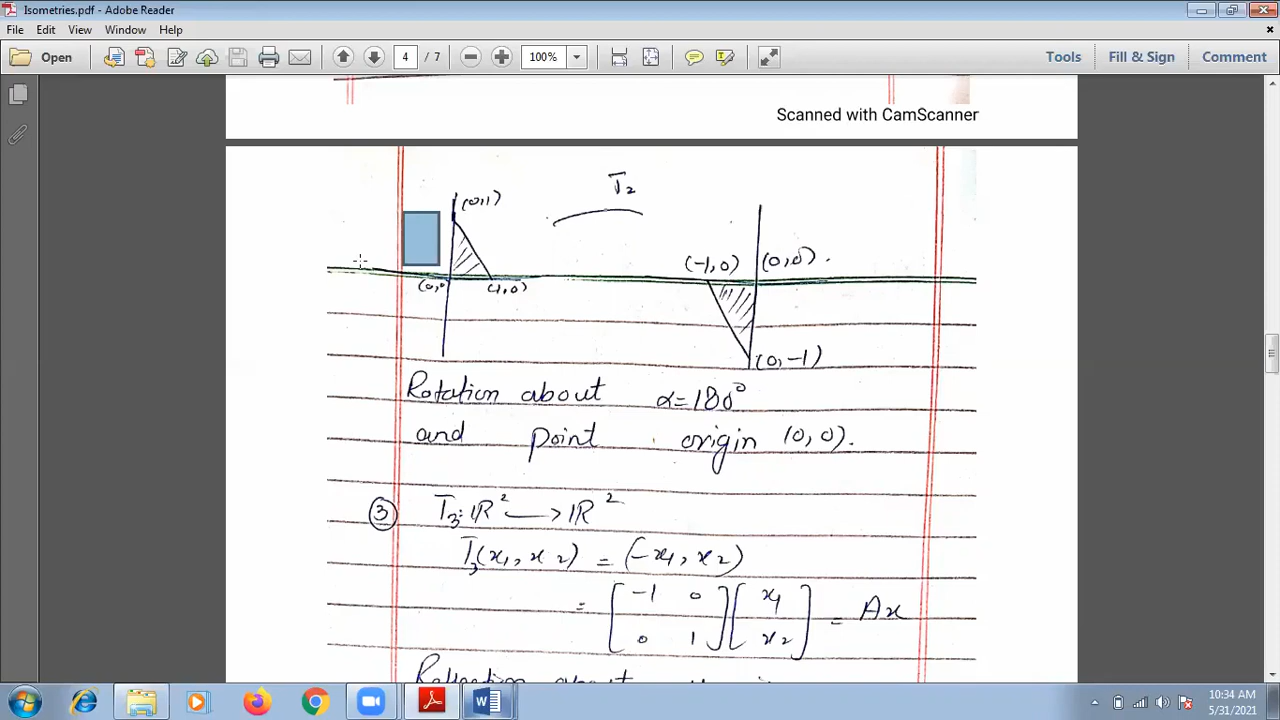 Isometries.pdf - Adobe Reader
File Edit View Window Help
Open 4 / 7 100% Tools Fill & Sign Comment
Scanned with CamScanner
T₂
(0,1)
(-1,0) (0,0).
(0,0 (1,0)
(0,-1)
Rotation about α=180°
and point origin (0,0).
③ T₃: ℝ² ⟶ ℝ²
T₃(x₁, x₂) = (-x₁, x₂)
= [-1 0; 0 1] [x₁; x₂] = Ax
about
10:34 AM
5/31/2021